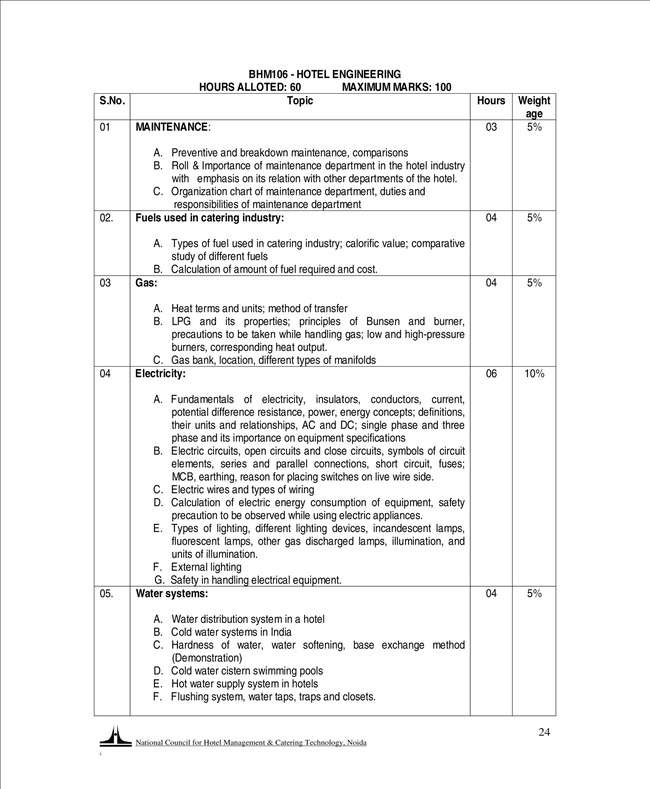 BHM106 - HOTEL ENGINEERING
HOURS ALLOTED: 60 MAXIMUM MARKS: 100
S.No. Topic Hours Weight
age
01 MAINTENANCE: 03 5%
A. Preventive and breakdown maintenance, comparisons
B. Roll & Importance of maintenance department in the hotel industry
with emphasis on its relation with other departments of the hotel.
C. Organization chart of maintenance department, duties and
responsibilities of maintenance department
02. Fuels used in catering industry: 04 5%
A. Types of fuel used in catering industry; calorific value; comparative
study of different fuels
B. Calculation of amount of fuel required and cost.
03 Gas: 04 5%
A. Heat terms and units; method of transfer
B. LPG and its properties; principles of Bunsen and burner,
precautions to be taken while handling gas; low and high-pressure
burners, corresponding heat output.
C. Gas bank, location, different types of manifolds
04 Electricity: 06 10%
A. Fundamentals of electricity, insulators, conductors, current,
potential difference resistance, power, energy concepts; definitions,
their units and relationships, AC and DC; single phase and three
phase and its importance on equipment specifications
B. Electric circuits, open circuits and close circuits, symbols of circuit
elements, series and parallel connections, short circuit, fuses;
MCB, earthing, reason for placing switches on live wire side.
C. Electric wires and types of wiring
D. Calculation of electric energy consumption of equipment, safety
precaution to be observed while using electric appliances.
E. Types of lighting, different lighting devices, incandescent lamps,
fluorescent lamps, other gas discharged lamps, illumination, and
units of illumination.
F. External lighting
G. Safety in handling electrical equipment.
05. Water systems: 04 5%
A. Water distribution system in a hotel
B. Cold water systems in India
C. Hardness of water, water softening, base exchange method
(Demonstration)
D. Cold water cistern swimming pools
E. Hot water supply system in hotels
F. Flushing system, water taps, traps and closets.
24
National Council for Hotel Management & Catering Technology, Noida